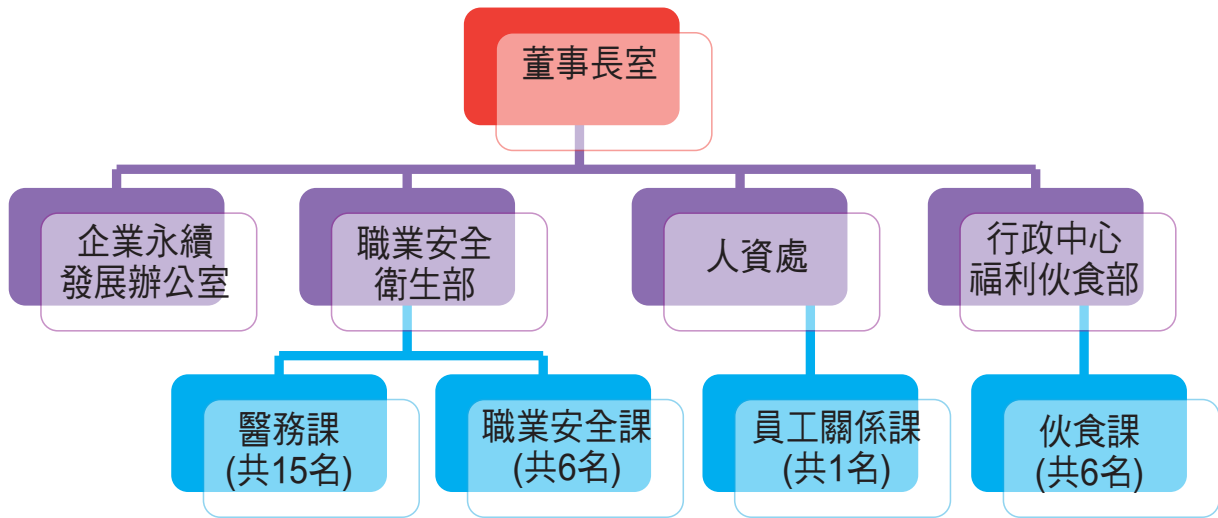 董事長室
企業永續
發展辦公室
職業安全
衛生部
人資處
行政中心
福利伙食部
醫務課
(共15名)
職業安全課
(共6名)
員工關係課
(共1名)
伙食課
(共6名)